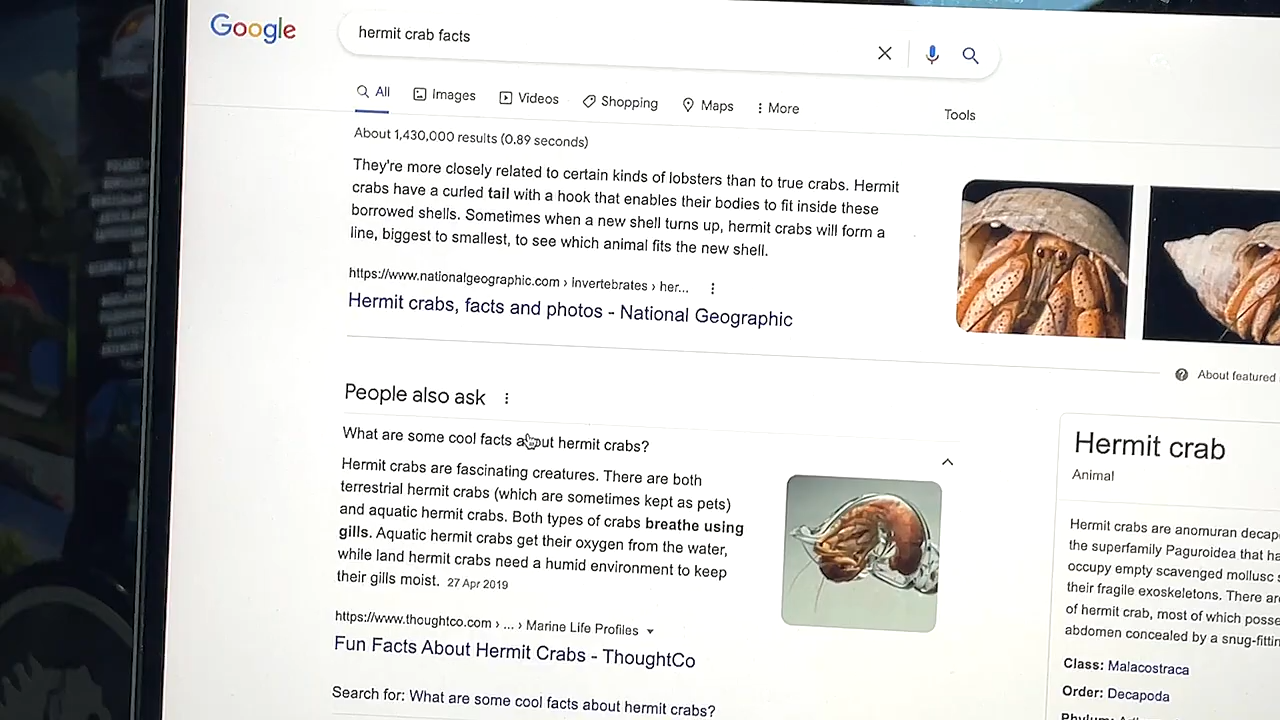 Google
hermit crab facts
All Images Videos Shopping Maps More
Tools
About 1,430,000 results (0.89 seconds)
They're more closely related to certain kinds of lobsters than to true crabs. Hermit
crabs have a curled tail with a hook that enables their bodies to fit inside these
borrowed shells. Sometimes when a new shell turns up, hermit crabs will form a
line, biggest to smallest, to see which animal fits the new shell.
https://www.nationalgeographic.com › invertebrates › her...
Hermit crabs, facts and photos - National Geographic
About featured
People also ask
What are some cool facts about hermit crabs?
Hermit crabs are fascinating creatures. There are both
terrestrial hermit crabs (which are sometimes kept as pets)
and aquatic hermit crabs. Both types of crabs breathe using
gills. Aquatic hermit crabs get their oxygen from the water,
while land hermit crabs need a humid environment to keep
their gills moist. 27 Apr 2019
https://www.thoughtco.com › ... › Marine Life Profiles
Fun Facts About Hermit Crabs - ThoughtCo
Search for: What are some cool facts about hermit crabs?
Hermit crab
Animal
Hermit crabs are anomuran decap
the superfamily Paguroidea that ha
occupy empty scavenged mollusc s
their fragile exoskeletons. There are
of hermit crab, most of which posse
abdomen concealed by a snug-fittin
Class: Malacostraca
Order: Decapoda
Phylum: